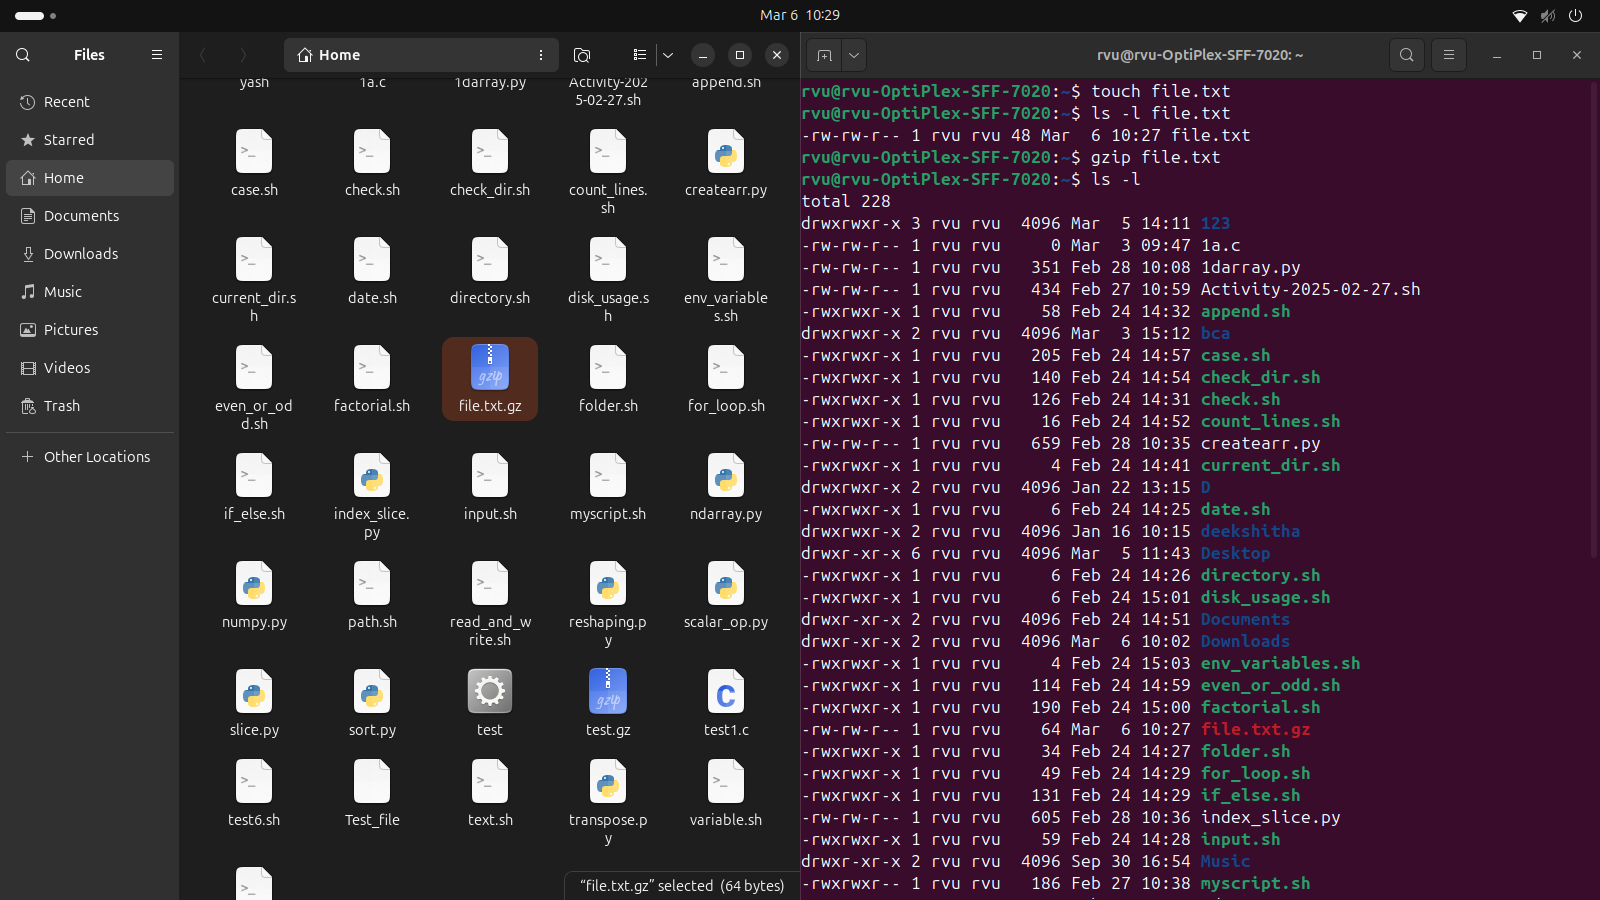 Mar 6 10:29
Files
Home
rvu@rvu-OptiPlex-SFF-7020: ~
Recent
Starred
Home
Documents
Downloads
Music
Pictures
Videos
Trash
Other Locations
yash
1a.c
1darray.py
Activity-202
5-02-27.sh
append.sh
case.sh
check.sh
check_dir.sh
count_lines.
sh
createarr.py
current_dir.s
h
date.sh
directory.sh
disk_usage.s
h
env_variable
s.sh
even_or_od
d.sh
factorial.sh
gzip
file.txt.gz
folder.sh
for_loop.sh
if_else.sh
index_slice.
py
input.sh
myscript.sh
ndarray.py
numpy.py
path.sh
read_and_w
rite.sh
reshaping.p
y
scalar_op.py
slice.py
sort.py
test
gzip
test.gz
C
test1.c
test6.sh
Test_file
text.sh
transpose.p
y
variable.sh
“file.txt.gz” selected (64 bytes)
rvu@rvu-OptiPlex-SFF-7020:~$ touch file.txt
rvu@rvu-OptiPlex-SFF-7020:~$ ls -l file.txt
-rw-rw-r-- 1 rvu rvu 48 Mar  6 10:27 file.txt
rvu@rvu-OptiPlex-SFF-7020:~$ gzip file.txt
rvu@rvu-OptiPlex-SFF-7020:~$ ls -l
total 228
drwxrwxr-x 3 rvu rvu  4096 Mar  5 14:11 123
-rw-rw-r-- 1 rvu rvu     0 Mar  3 09:47 1a.c
-rw-rw-r-- 1 rvu rvu   351 Feb 28 10:08 1darray.py
-rw-rw-r-- 1 rvu rvu   434 Feb 27 10:59 Activity-2025-02-27.sh
-rwxrwxr-x 1 rvu rvu    58 Feb 24 14:32 append.sh
drwxrwxr-x 2 rvu rvu  4096 Mar  3 15:12 bca
-rwxrwxr-x 1 rvu rvu   205 Feb 24 14:57 case.sh
-rwxrwxr-x 1 rvu rvu   140 Feb 24 14:54 check_dir.sh
-rwxrwxr-x 1 rvu rvu   126 Feb 24 14:31 check.sh
-rwxrwxr-x 1 rvu rvu    16 Feb 24 14:52 count_lines.sh
-rw-rw-r-- 1 rvu rvu   659 Feb 28 10:35 createarr.py
-rwxrwxr-x 1 rvu rvu     4 Feb 24 14:41 current_dir.sh
drwxrwxr-x 2 rvu rvu  4096 Jan 22 13:15 D
-rwxrwxr-x 1 rvu rvu     6 Feb 24 14:25 date.sh
drwxrwxr-x 2 rvu rvu  4096 Jan 16 10:15 deekshitha
drwxr-xr-x 6 rvu rvu  4096 Mar  5 11:43 Desktop
-rwxrwxr-x 1 rvu rvu     6 Feb 24 14:26 directory.sh
-rwxrwxr-x 1 rvu rvu     6 Feb 24 15:01 disk_usage.sh
drwxr-xr-x 2 rvu rvu  4096 Feb 24 14:51 Documents
drwxr-xr-x 2 rvu rvu  4096 Mar  6 10:02 Downloads
-rwxrwxr-x 1 rvu rvu     4 Feb 24 15:03 env_variables.sh
-rwxrwxr-x 1 rvu rvu   114 Feb 24 14:59 even_or_odd.sh
-rwxrwxr-x 1 rvu rvu   190 Feb 24 15:00 factorial.sh
-rw-rw-r-- 1 rvu rvu    64 Mar  6 10:27 file.txt.gz
-rwxrwxr-x 1 rvu rvu    34 Feb 24 14:27 folder.sh
-rwxrwxr-x 1 rvu rvu    49 Feb 24 14:29 for_loop.sh
-rwxrwxr-x 1 rvu rvu   131 Feb 24 14:29 if_else.sh
-rw-rw-r-- 1 rvu rvu   605 Feb 28 10:36 index_slice.py
-rwxrwxr-x 1 rvu rvu    59 Feb 24 14:28 input.sh
drwxr-xr-x 2 rvu rvu  4096 Sep 30 16:54 Music
-rwxrwxr-- 1 rvu rvu   186 Feb 27 10:38 myscript.sh